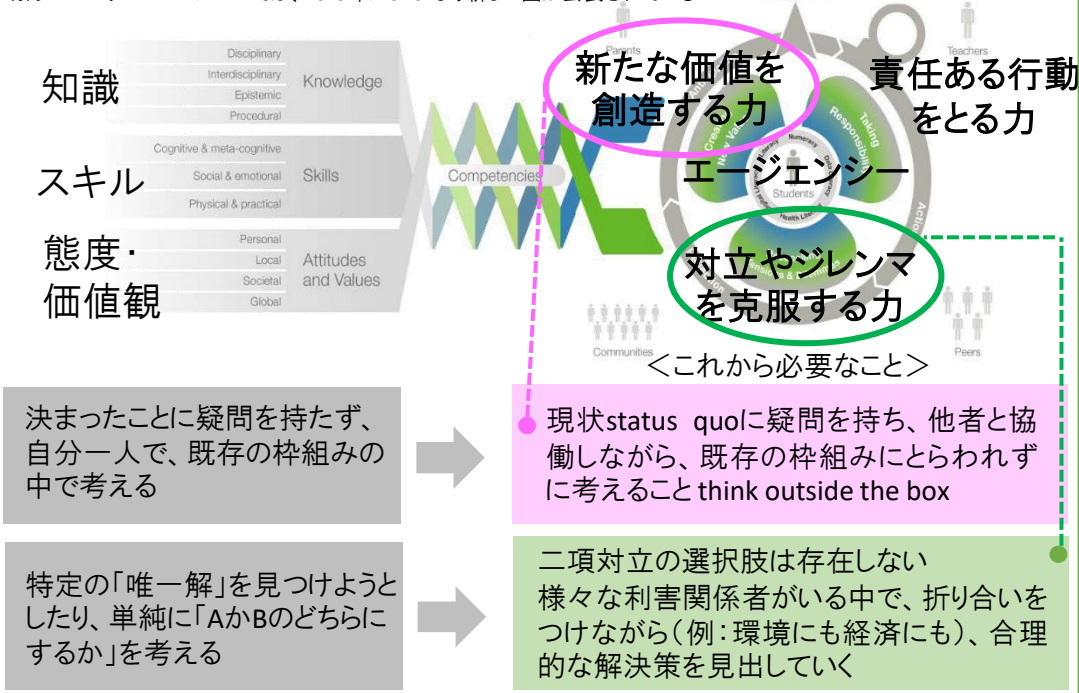 Parents
Teachers
新たな価値を
創造する力
責任ある行動
をとる力
知識
Disciplinary
Interdisciplinary
Epistemic
Procedural
Knowledge
スキル
Cognitive & meta-cognitive
Social & emotional
Physical & practical
Skills
態度・
価値観
Personal
Local
Societal
Global
Attitudes
and Values
Competencies
Taking
Responsibility
Numeracy
エージェンシー
Students
Health Literacy
対立やジレンマ
を克服する力
Communities
Peers
<これから必要なこと>
決まったことに疑問を持たず、
自分一人で、既存の枠組みの
中で考える
現状status quoに疑問を持ち、他者と協
働しながら、既存の枠組みにとらわれず
に考えること think outside the box
特定の「唯一解」を見つけようと
したり、単純に「AかBのどちらに
するか」を考える
二項対立の選択肢は存在しない
様々な利害関係者がいる中で、折り合いを
つけながら(例:環境にも経済にも)、合理
的な解決策を見出していく